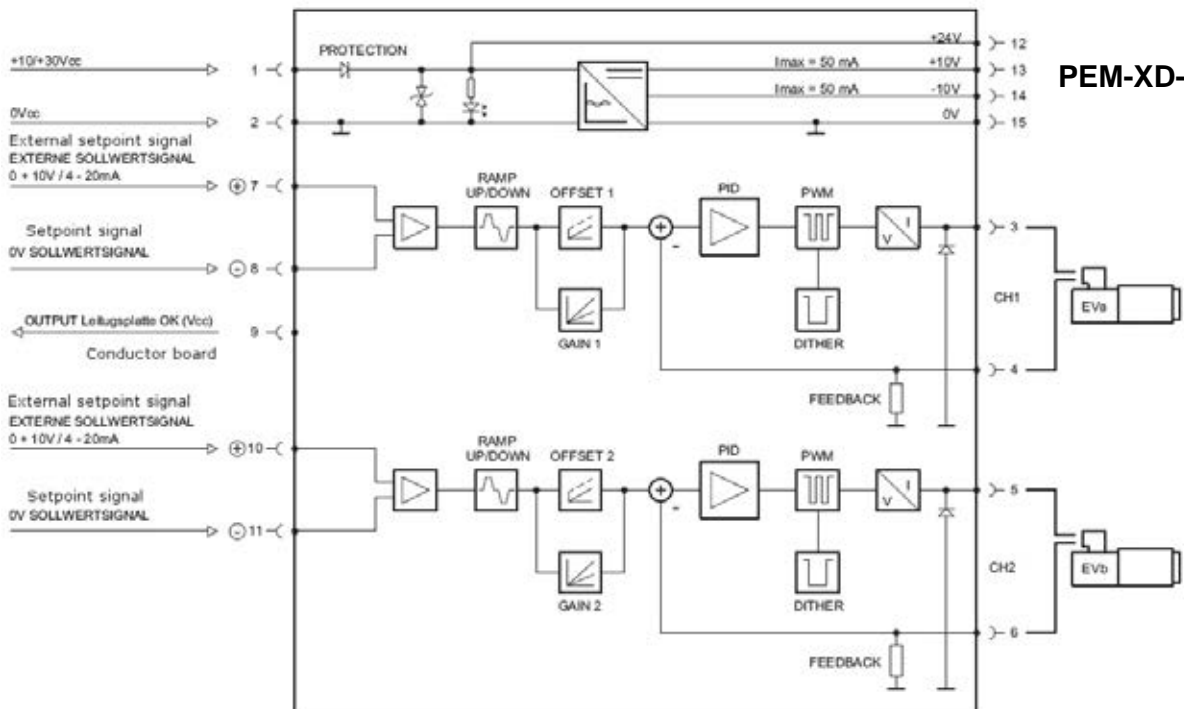 PROTECTION
+24V
12
+10/+30Vcc
1
Imax = 50 mA
+10V
13
PEM-XD-
Imax = 50 mA
-10V
14
0Vcc
2
0V
15
External setpoint signal
EXTERNE SOLLWERTSIGNAL
0 + 10V / 4 - 20mA
+ 7
RAMP
UP/DOWN
OFFSET 1
PID
PWM
I
V
3
+
-
Setpoint signal
0V SOLLWERTSIGNAL
- 8
CH1
EVa
OUTPUT Leitugsplatte OK (Vcc)
9
Conductor board
GAIN 1
DITHER
4
FEEDBACK
External setpoint signal
EXTERNE SOLLWERTSIGNAL
0 + 10V / 4 - 20mA
+ 10
RAMP
UP/DOWN
OFFSET 2
PID
PWM
I
V
5
+
-
Setpoint signal
0V SOLLWERTSIGNAL
- 11
CH2
EVb
GAIN 2
DITHER
6
FEEDBACK